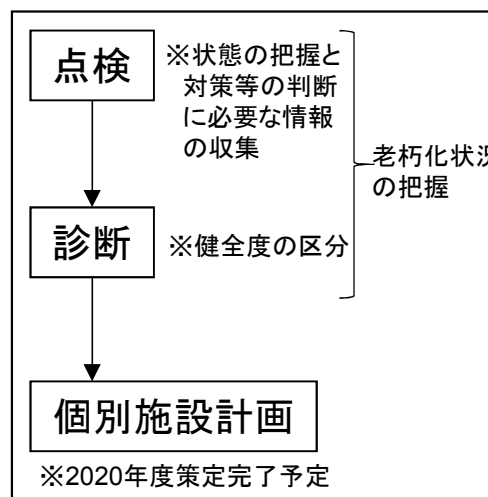 点検
※状態の把握と
対策等の判断
に必要な情報
の収集
老朽化状況
の把握
診断
※健全度の区分
個別施設計画
※2020年度策定完了予定